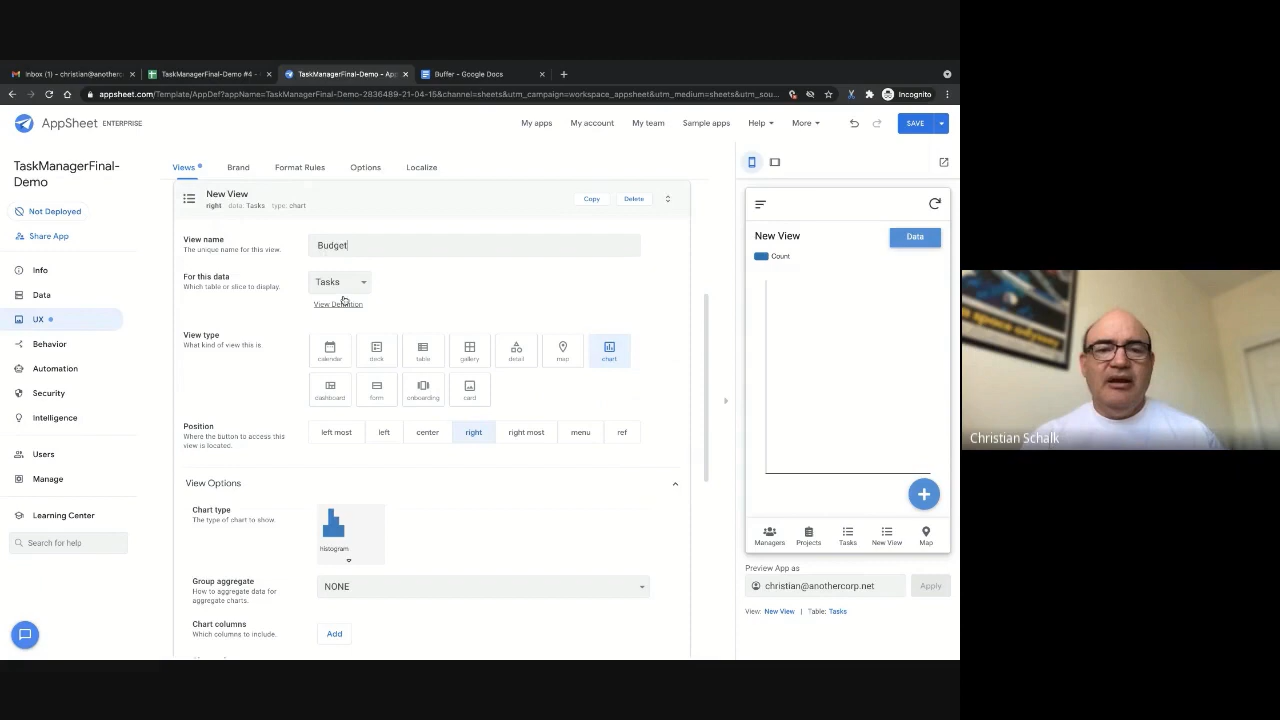 Inbox (1) – christian@anotherc
TaskManagerFinal-Demo #4 -
TaskManagerFinal-Demo - App
Buffer - Google Docs
appsheet.com/Template/AppDef?appName=TaskManagerFinal-Demo-2836489-21-04-15&channel=sheets&utm_campaign=workspace_appsheet&utm_medium=sheets&utm_sou...
Incognito
AppSheet ENTERPRISE
My apps
My account
My team
Sample apps
Help
More
SAVE
TaskManagerFinal-
Demo
Not Deployed
Share App
Info
Data
UX
Behavior
Automation
Security
Intelligence
Users
Manage
Learning Center
Search for help
Views
Brand
Format Rules
Options
Localize
New View
right data: Tasks type: chart
Copy
Delete
View name
The unique name for this view.
Budget
For this data
Which table or slice to display.
Tasks
View Definition
View type
What kind of view this is.
calendar
deck
table
gallery
detail
map
chart
dashboard
form
onboarding
card
Position
Where the button to access this
view is located.
left most
left
center
right
right most
menu
ref
View Options
Chart type
The type of chart to show.
histogram
Group aggregate
How to aggregate data for
aggregate charts.
NONE
Chart columns
Which columns to include.
Add
New View
Data
Count
Managers
Projects
Tasks
New View
Map
Preview App as
christian@anothercorp.net
Apply
View: New View | Table: Tasks
Christian Schalk